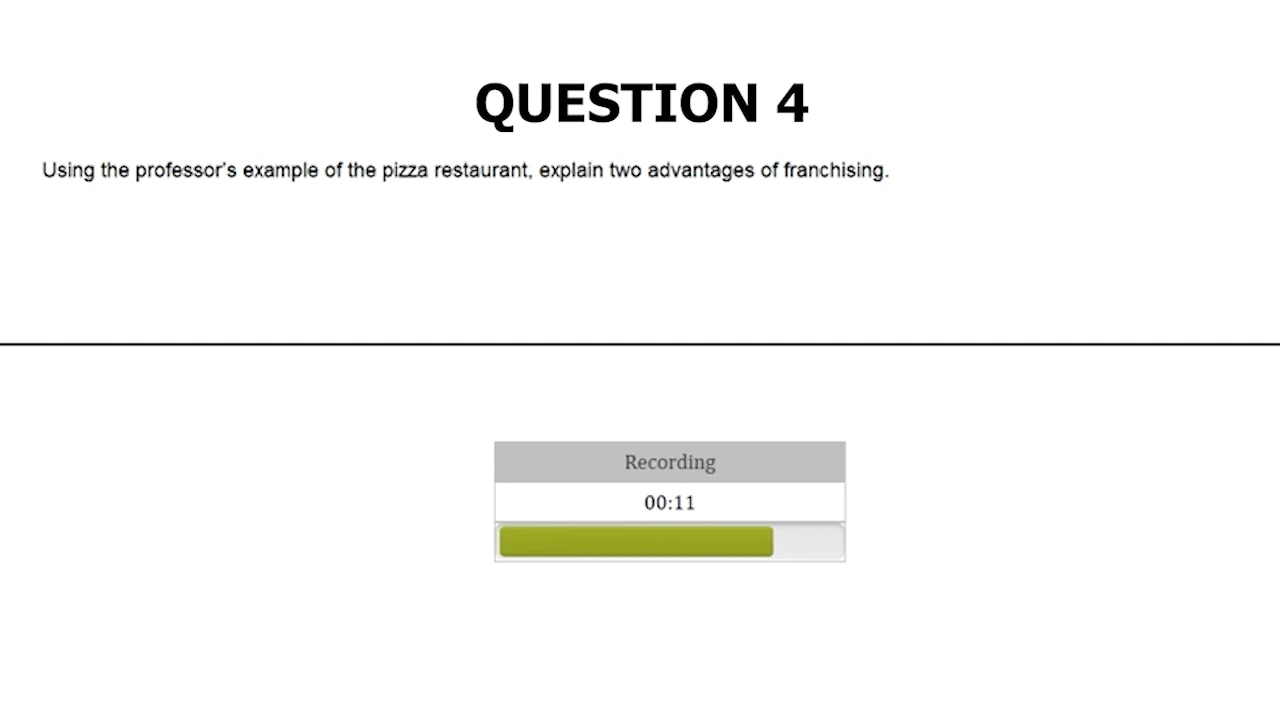 QUESTION 4
Using the professor's example of the pizza restaurant, explain two advantages of franchising.
Recording
00:11